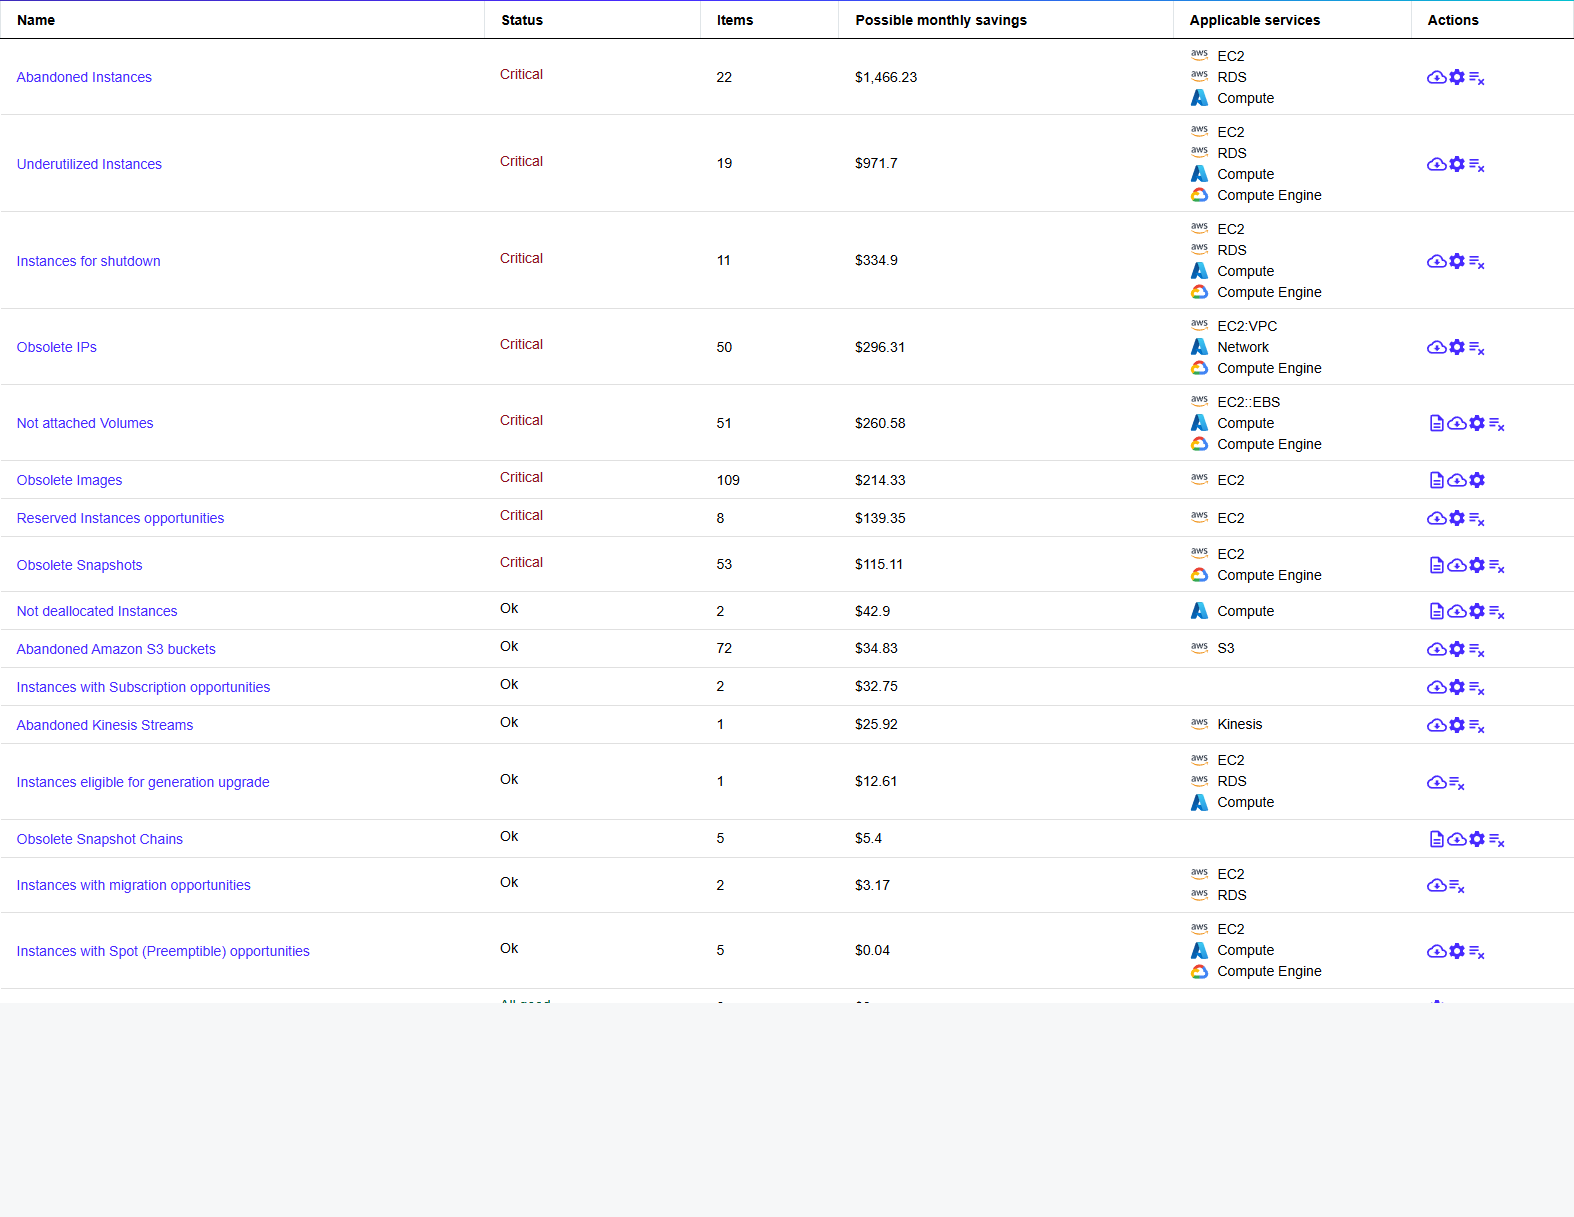 Name Status Items Possible monthly savings Applicable services Actions
Abandoned Instances Critical 22 $1,466.23 aws EC2
aws RDS
Compute
Underutilized Instances Critical 19 $971.7 aws EC2
aws RDS
Compute
Compute Engine
Instances for shutdown Critical 11 $334.9 aws EC2
aws RDS
Compute
Compute Engine
Obsolete IPs Critical 50 $296.31 aws EC2:VPC
Network
Compute Engine
Not attached Volumes Critical 51 $260.58 aws EC2::EBS
Compute
Compute Engine
Obsolete Images Critical 109 $214.33 aws EC2
Reserved Instances opportunities Critical 8 $139.35 aws EC2
Obsolete Snapshots Critical 53 $115.11 aws EC2
Compute Engine
Not deallocated Instances Ok 2 $42.9 Compute
Abandoned Amazon S3 buckets Ok 72 $34.83 aws S3
Instances with Subscription opportunities Ok 2 $32.75
Abandoned Kinesis Streams Ok 1 $25.92 aws Kinesis
Instances eligible for generation upgrade Ok 1 $12.61 aws EC2
aws RDS
Compute
Obsolete Snapshot Chains Ok 5 $5.4
Instances with migration opportunities Ok 2 $3.17 aws EC2
aws RDS
Instances with Spot (Preemptible) opportunities Ok 5 $0.04 aws EC2
Compute
Compute Engine